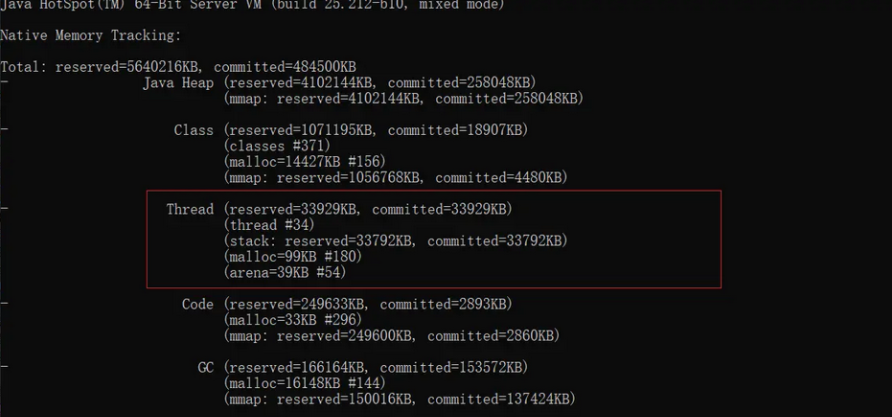 Java HotSpot(TM) 64-Bit Server VM (build 25.212-b10, mixed mode)
Native Memory Tracking:
Total: reserved=5640216KB, committed=484500KB
- Java Heap (reserved=4102144KB, committed=258048KB)
(mmap: reserved=4102144KB, committed=258048KB)
- Class (reserved=1071195KB, committed=18907KB)
(classes #371)
(malloc=14427KB #156)
(mmap: reserved=1056768KB, committed=4480KB)
- Thread (reserved=33929KB, committed=33929KB)
(thread #34)
(stack: reserved=33792KB, committed=33792KB)
(malloc=99KB #180)
(arena=39KB #54)
- Code (reserved=249633KB, committed=2893KB)
(malloc=33KB #296)
(mmap: reserved=249600KB, committed=2860KB)
- GC (reserved=166164KB, committed=153572KB)
(malloc=16148KB #144)
(mmap: reserved=150016KB, committed=137424KB)